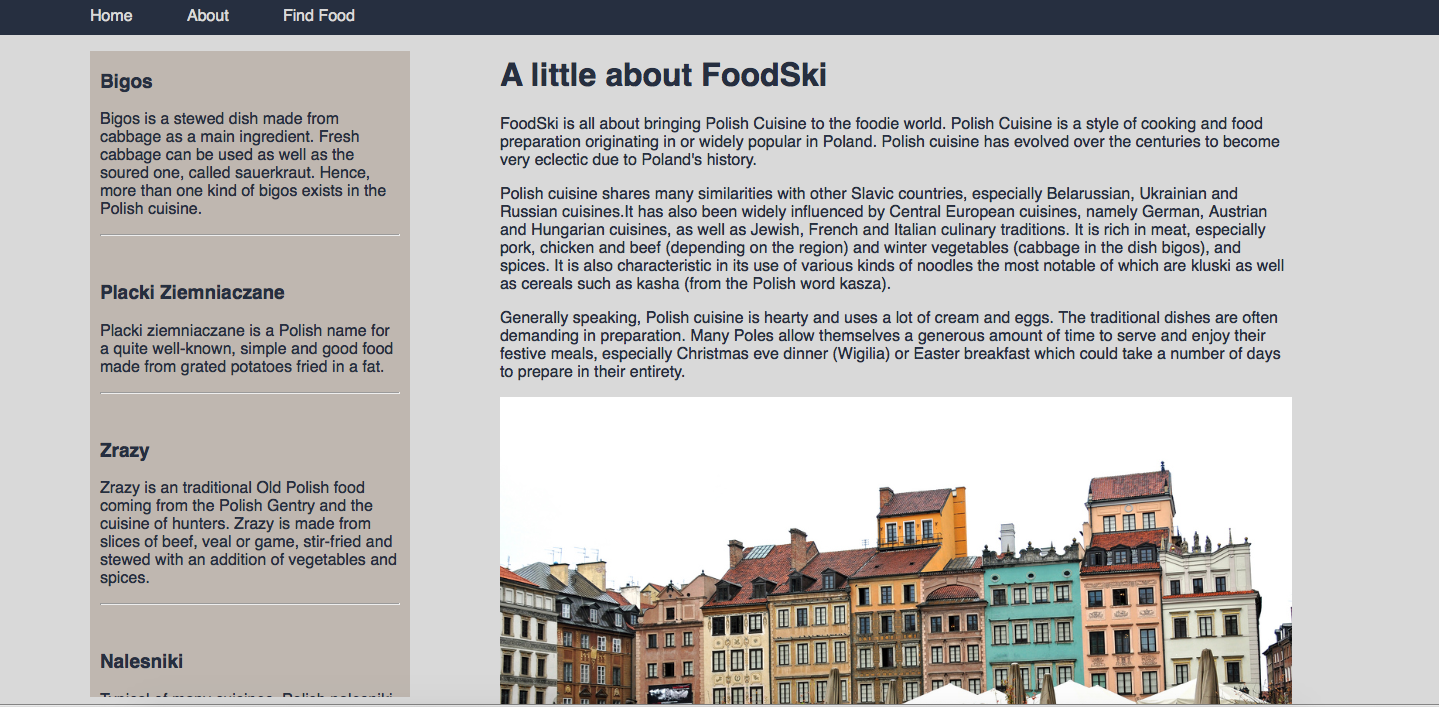 Home About Find Food
Bigos
Bigos is a stewed dish made from
cabbage as a main ingredient. Fresh
cabbage can be used as well as the
soured one, called sauerkraut. Hence,
more than one kind of bigos exists in the
Polish cuisine.
Placki Ziemniaczane
Placki ziemniaczane is a Polish name for
a quite well-known, simple and good food
made from grated potatoes fried in a fat.
Zrazy
Zrazy is an traditional Old Polish food
coming from the Polish Gentry and the
cuisine of hunters. Zrazy is made from
slices of beef, veal or game, stir-fried and
stewed with an addition of vegetables and
spices.
Nalesniki
Typical of many cuisines, Polish nalesniki
A little about FoodSki
FoodSki is all about bringing Polish Cuisine to the foodie world. Polish Cuisine is a style of cooking and food
preparation originating in or widely popular in Poland. Polish cuisine has evolved over the centuries to become
very eclectic due to Poland's history.
Polish cuisine shares many similarities with other Slavic countries, especially Belarussian, Ukrainian and
Russian cuisines.It has also been widely influenced by Central European cuisines, namely German, Austrian
and Hungarian cuisines, as well as Jewish, French and Italian culinary traditions. It is rich in meat, especially
pork, chicken and beef (depending on the region) and winter vegetables (cabbage in the dish bigos), and
spices. It is also characteristic in its use of various kinds of noodles the most notable of which are kluski as well
as cereals such as kasha (from the Polish word kasza).
Generally speaking, Polish cuisine is hearty and uses a lot of cream and eggs. The traditional dishes are often
demanding in preparation. Many Poles allow themselves a generous amount of time to serve and enjoy their
festive meals, especially Christmas eve dinner (Wigilia) or Easter breakfast which could take a number of days
to prepare in their entirety.